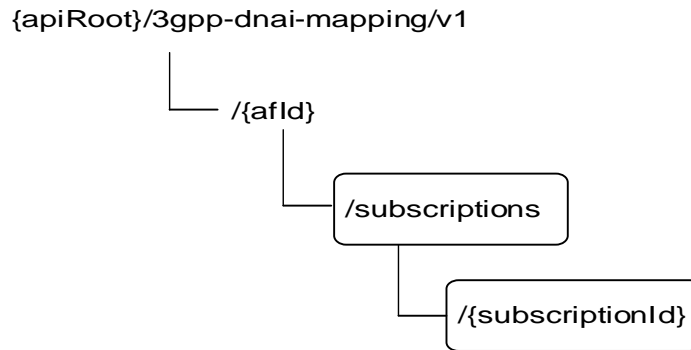 {apiRoot}/3gpp-dnai-mapping/v1
/{afId}
/subscriptions
/{subscriptionId}